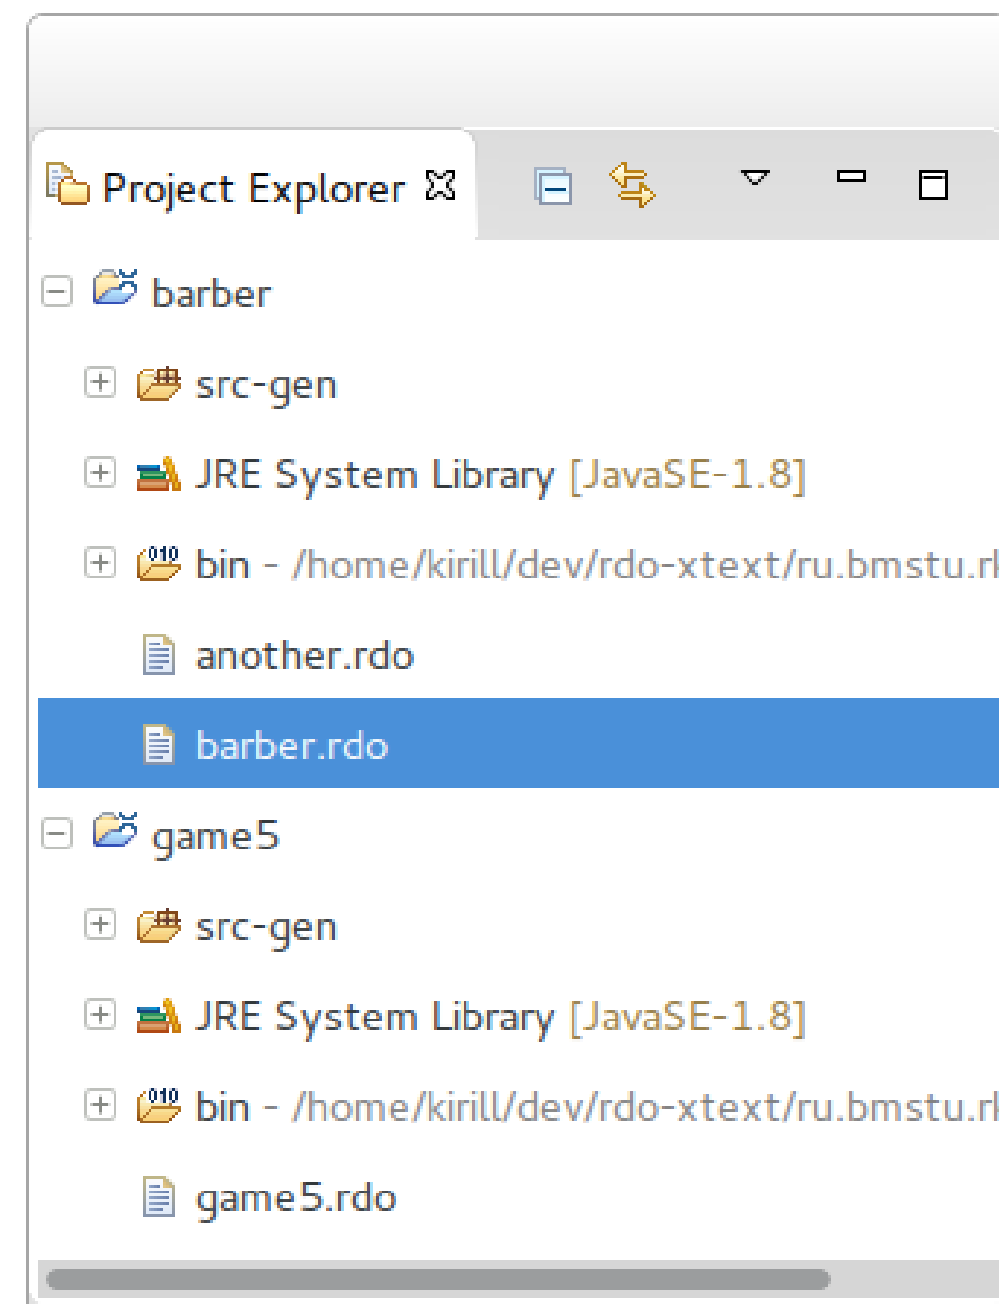 Project Explorer
barber
src-gen
JRE System Library [JavaSE-1.8]
bin - /home/kirill/dev/rdo-xtext/ru.bmstu.rk
another.rdo
barber.rdo
game5
src-gen
JRE System Library [JavaSE-1.8]
bin - /home/kirill/dev/rdo-xtext/ru.bmstu.rk
game5.rdo